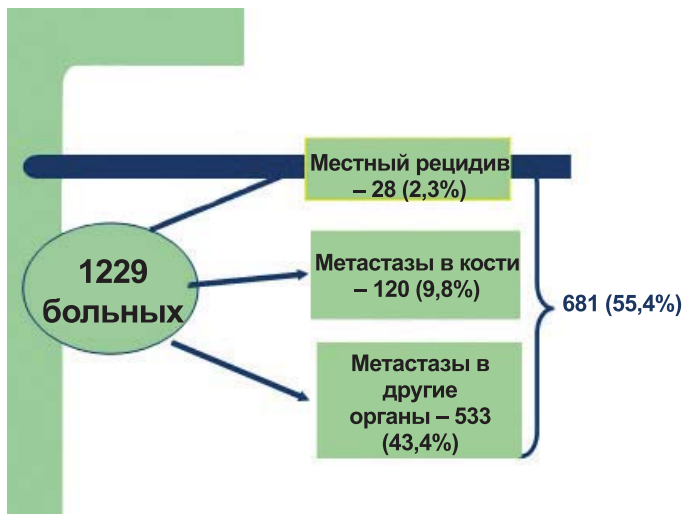 Местный рецидив
– 28 (2,3%)
1229
больных
Метастазы в кости
– 120 (9,8%)
681 (55,4%)
Метастазы в
другие
органы – 533
(43,4%)